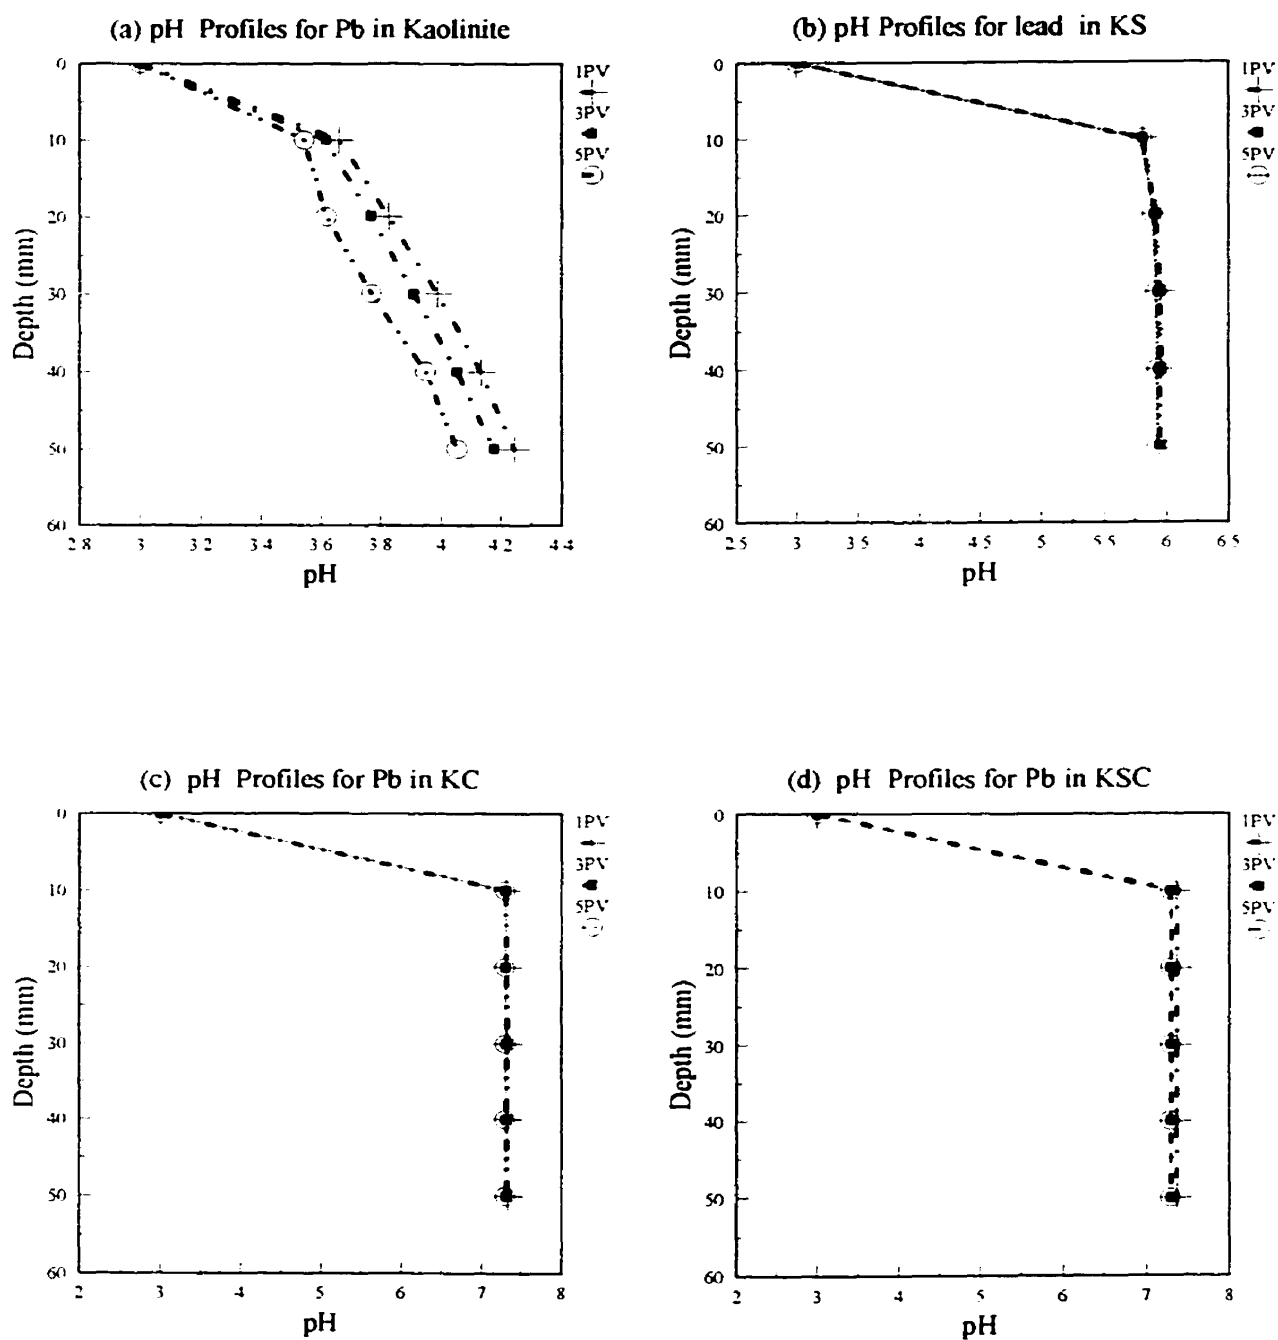 (a) pH Profiles for Pb in Kaolinite
1PV
3PV
5PV
0
10
20
30
40
50
60
Depth (mm)
2.8 3 3.2 3.4 3.6 3.8 4 4.2 4.4
pH
(b) pH Profiles for lead in KS
1PV
3PV
5PV
0
10
20
30
40
50
60
Depth (mm)
2.5 3 3.5 4 4.5 5 5.5 6 6.5
pH
(c) pH Profiles for Pb in KC
1PV
3PV
5PV
0
10
20
30
40
50
60
Depth (mm)
2 3 4 5 6 7 8
pH
(d) pH Profiles for Pb in KSC
1PV
3PV
5PV
0
10
20
30
40
50
60
Depth (mm)
2 3 4 5 6 7 8
pH